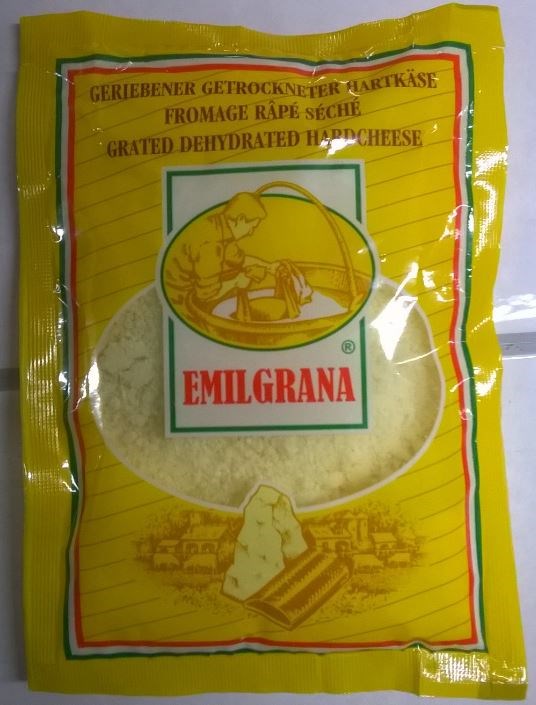 GERIEBENER GETROCKNETER HARTKÄSE
FROMAGE RÂPÉ SÉCHÉ
GRATED DEHYDRATED HARDCHEESE
®
EMILGRANA